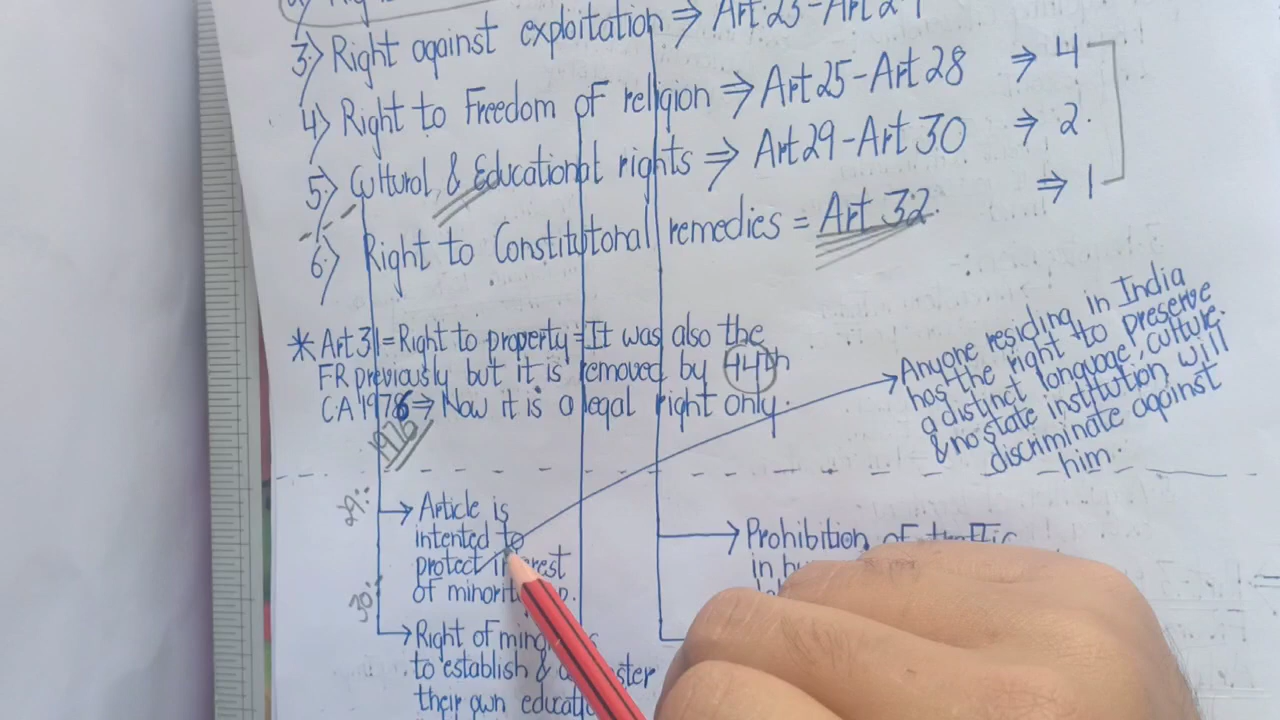 3) Right against exploitation ⇒ Art 23-Art 24
4) Right to Freedom of religion ⇒ Art 25-Art 28 ⇒ 4
5) Cultural & Educational rights ⇒ Art 29-Art 30 ⇒ 2.
6) Right to Constitutonal remedies = Art 32. ⇒ 1
* Art 31 = Right to property = It was also the
FR previously but it is removed by 44th
C.A 1978 ⇒ Now it is a legal right only.
1978
Anyone residing in India
has the right to preserve
a distinct language, culture.
& no state institution will
discriminate against
him.
29:-
→ Article is
intented to
protect interest
of
30:-
→ Right of
to establish &
their own
→ Prohibition of traffic
in